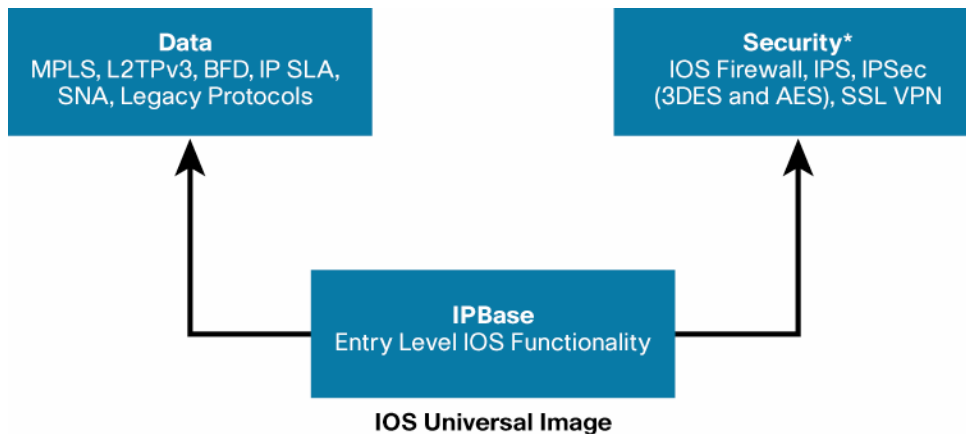 Data
MPLS, L2TPv3, BFD, IP SLA,
SNA, Legacy Protocols
Security*
IOS Firewall, IPS, IPSec
(3DES and AES), SSL VPN
IPBase
Entry Level IOS Functionality
IOS Universal Image